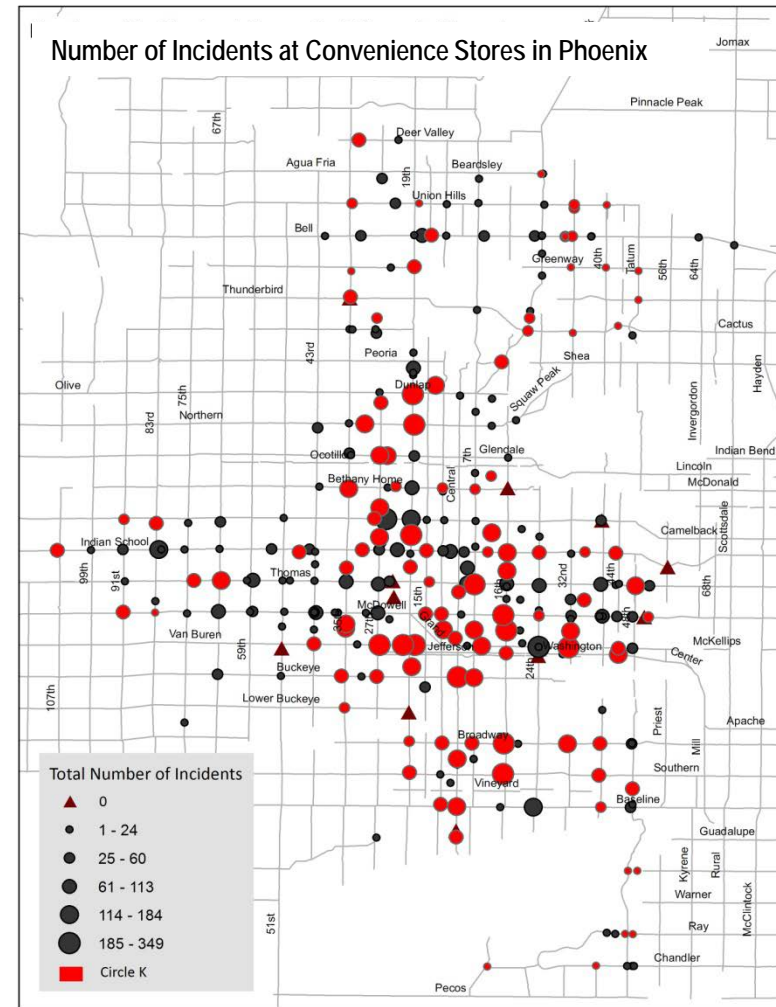 Number of Incidents at Convenience Stores in Phoenix
Jomax
Pinnacle Peak
67th
Deer Valley
Agua Fria
Beardsley
19th
Union Hills
Bell
Greenway
40th
Tatum
56th
64th
Thunderbird
Cactus
43rd
Peoria
Shea
Hayden
Olive
75th
Dunlap
Squaw Peak
83rd
Northern
Invergordon
Ocotillo
7th
Glendale
Indian Bend
Lincoln
Bethany Home
Central
McDonald
Scottsdale
Camelback
Indian School
99th
91st
Thomas
15th
16th
32nd
44th
68th
McDowell
35th
27th
Grand
48th
Van Buren
59th
Jefferson
Washington
McKellips
Center
24th
Buckeye
107th
Lower Buckeye
Priest
Apache
Broadway
Mill
Southern
Vineyard
Baseline
Guadalupe
Kyrene
Rural
McClintock
Warner
51st
Ray
Chandler
Pecos
Total Number of Incidents
0
1 - 24
25 - 60
61 - 113
114 - 184
185 - 349
Circle K